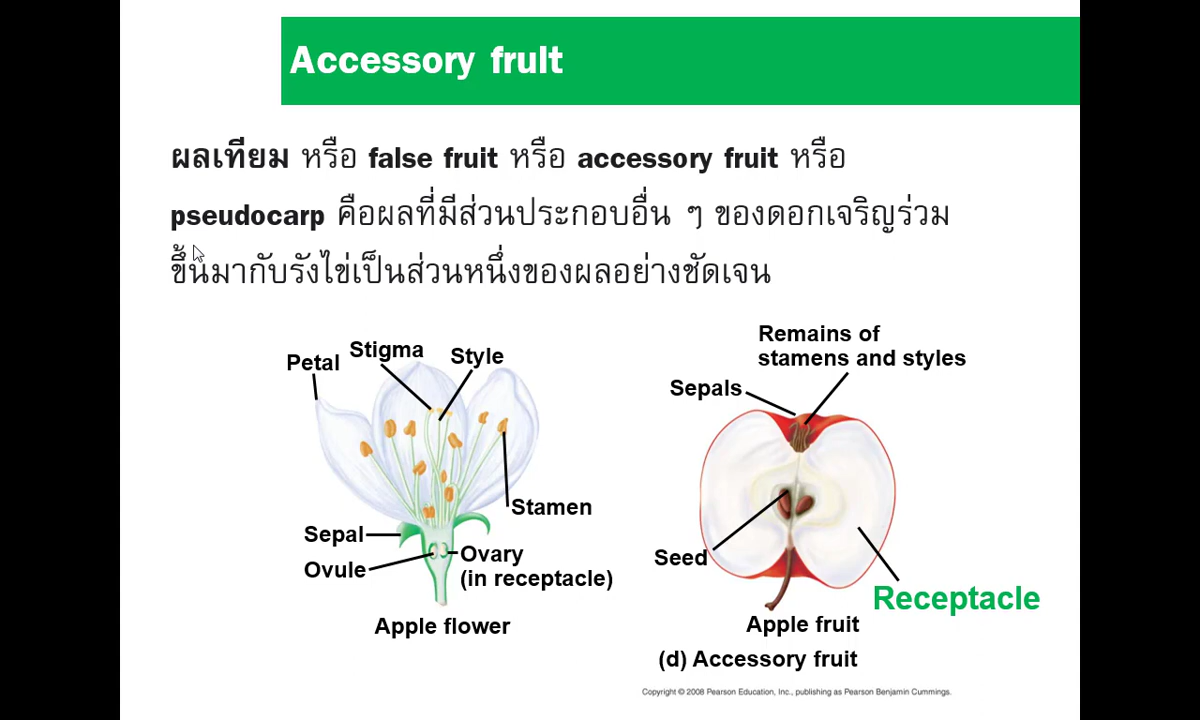 Accessory fruit
ผลเทียม หรือ false fruit หรือ accessory fruit หรือ
pseudocarp คือผลที่มีส่วนประกอบอื่น ๆ ของดอกเจริญร่วม
ขึ้นมากับรังไข่เป็นส่วนหนึ่งของผลอย่างชัดเจน
Petal
Stigma
Style
Stamen
Sepal
Ovule
Ovary
(in receptacle)
Apple flower
Remains of
stamens and styles
Sepals
Seed
Receptacle
Apple fruit
(d) Accessory fruit
Copyright © 2008 Pearson Education, Inc., publishing as Pearson Benjamin Cummings.